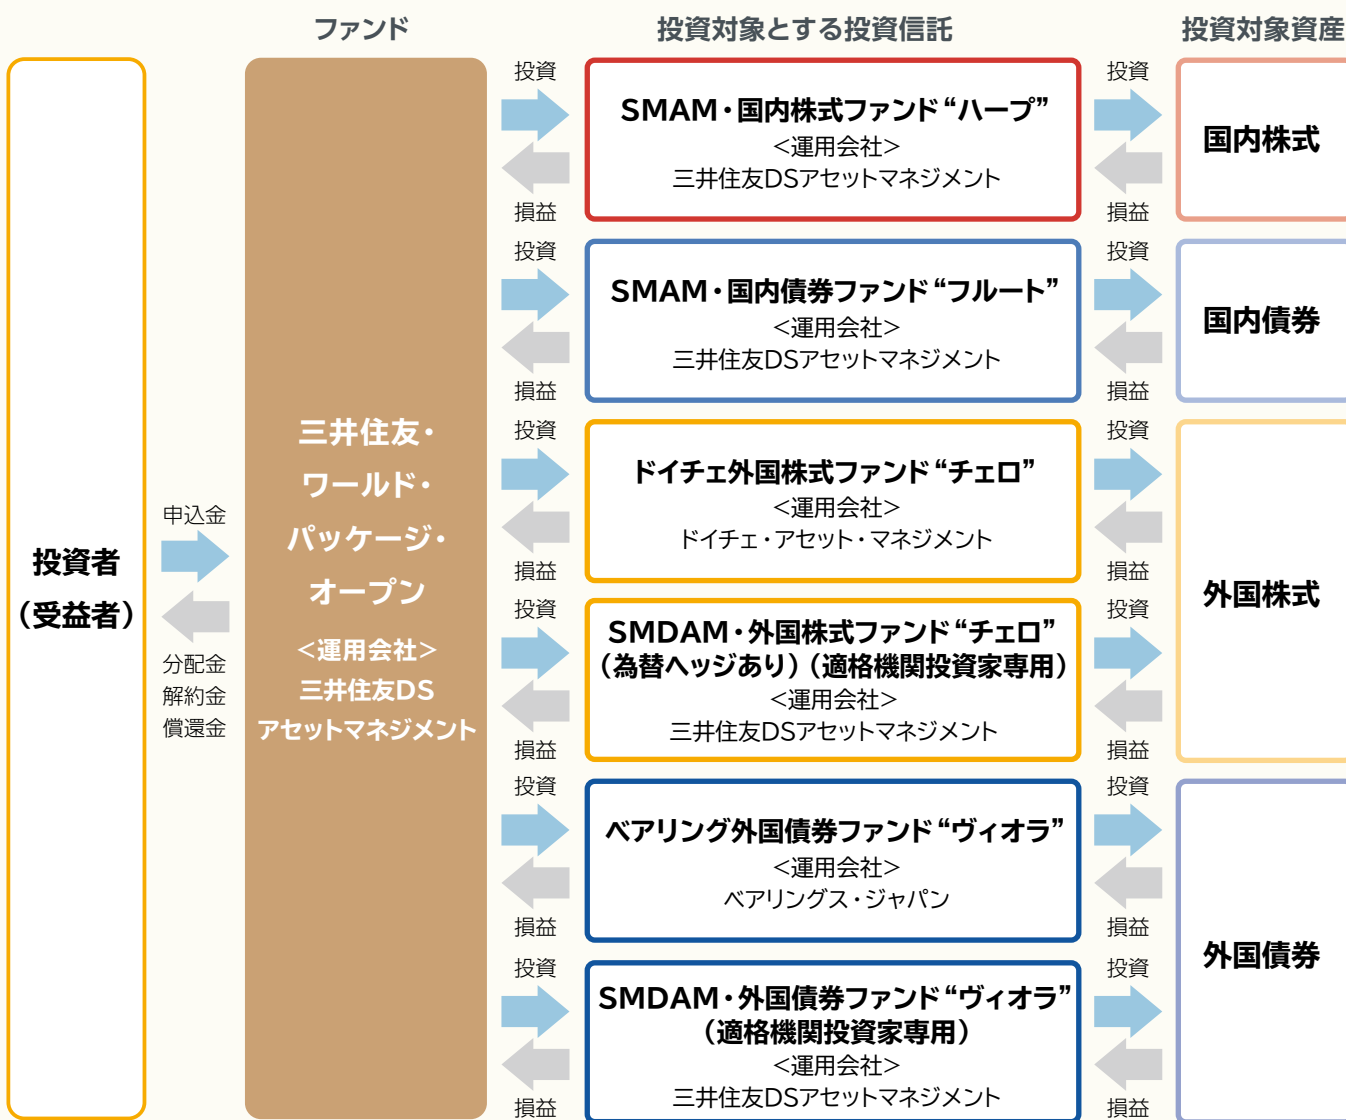 ファンド
投資対象とする投資信託
投資対象資産
投資者
（受益者）
申込金
分配金
解約金
償還金
三井住友・
ワールド・
パッケージ・
オープン
＜運用会社＞
三井住友DS
アセットマネジメント
投資
損益
SMAM・国内株式ファンド“ハープ”
＜運用会社＞
三井住友DSアセットマネジメント
投資
損益
国内株式
投資
損益
SMAM・国内債券ファンド“フルート”
＜運用会社＞
三井住友DSアセットマネジメント
投資
損益
国内債券
投資
損益
ドイチェ外国株式ファンド“チェロ”
＜運用会社＞
ドイチェ・アセット・マネジメント
投資
損益
外国株式
投資
損益
SMDAM・外国株式ファンド“チェロ”
（為替ヘッジあり）（適格機関投資家専用）
＜運用会社＞
三井住友DSアセットマネジメント
投資
損益
投資
損益
ベアリング外国債券ファンド“ヴィオラ”
＜運用会社＞
ベアリングス・ジャパン
投資
損益
外国債券
投資
損益
SMDAM・外国債券ファンド“ヴィオラ”
（適格機関投資家専用）
＜運用会社＞
三井住友DSアセットマネジメント
投資
損益